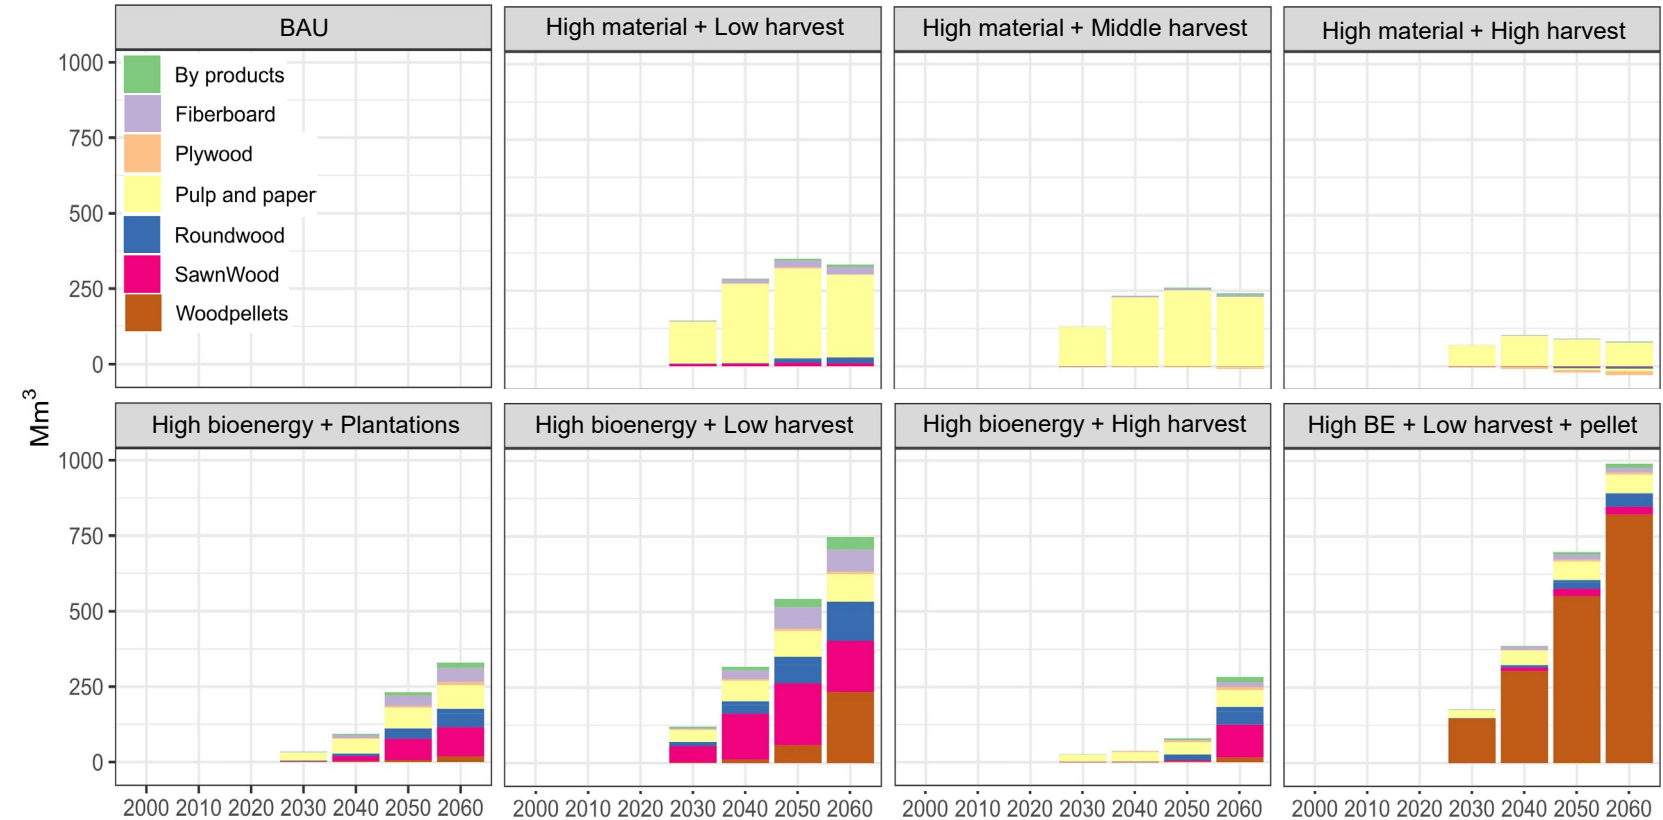 BAU
High material + Low harvest
High material + Middle harvest
High material + High harvest
1000
750
500
250
0
By products
Fiberboard
Plywood
Pulp and paper
Roundwood
SawnWood
Woodpellets
Mm³
High bioenergy + Plantations
High bioenergy + Low harvest
High bioenergy + High harvest
High BE + Low harvest + pellet
1000
750
500
250
0
2000 2010 2020 2030 2040 2050 2060
2000 2010 2020 2030 2040 2050 2060
2000 2010 2020 2030 2040 2050 2060
2000 2010 2020 2030 2040 2050 2060